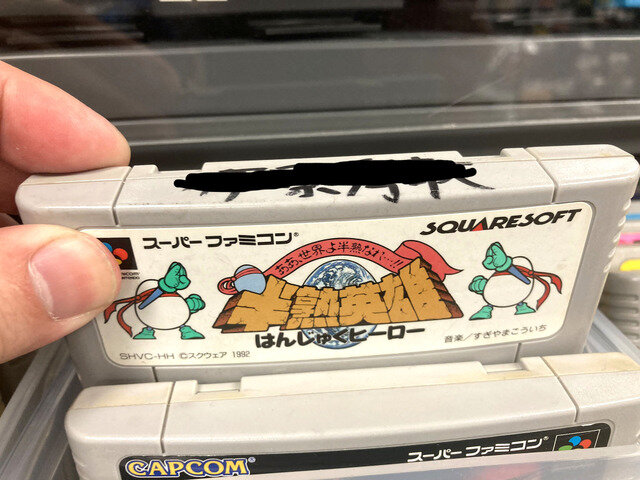 スーパーファミコン®
SQUARESOFT
ああ、世界よ半熟なれ…!!
半熟英雄
はんじゅくヒーロー
SHVC-HH ©スクウェア 1992
音楽/すぎやまこういち
スーパーファミコン®
CAPCOM